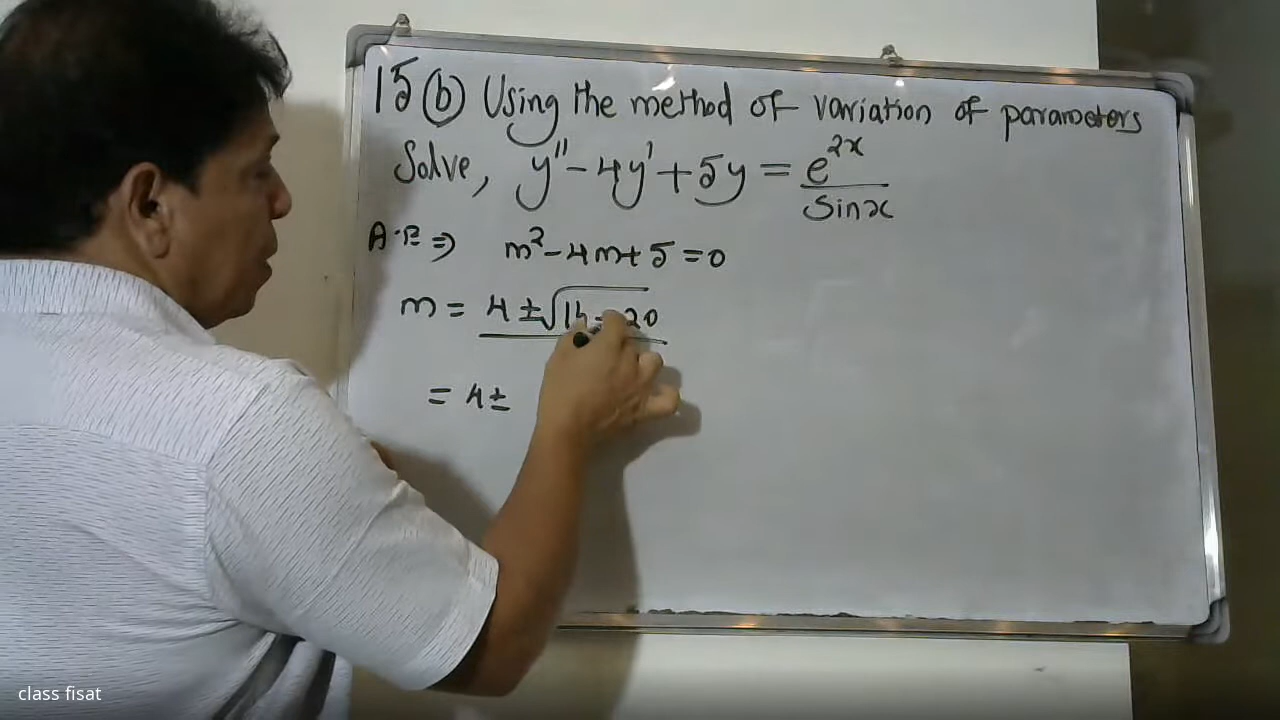 15 (b) Using the method of variation of parameters
Solve, y'' - 4y' + 5y = e^2x / Sinx
A.E ⇒ m² - 4m + 5 = 0
m = 4 ± √16 - 20
= 4 ±
class fisat